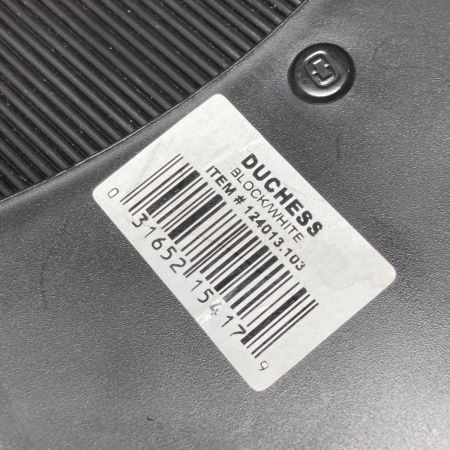 DUCHESS
BLOCK/WHITE
ITEM # 124013.103
0 31652 15417 9